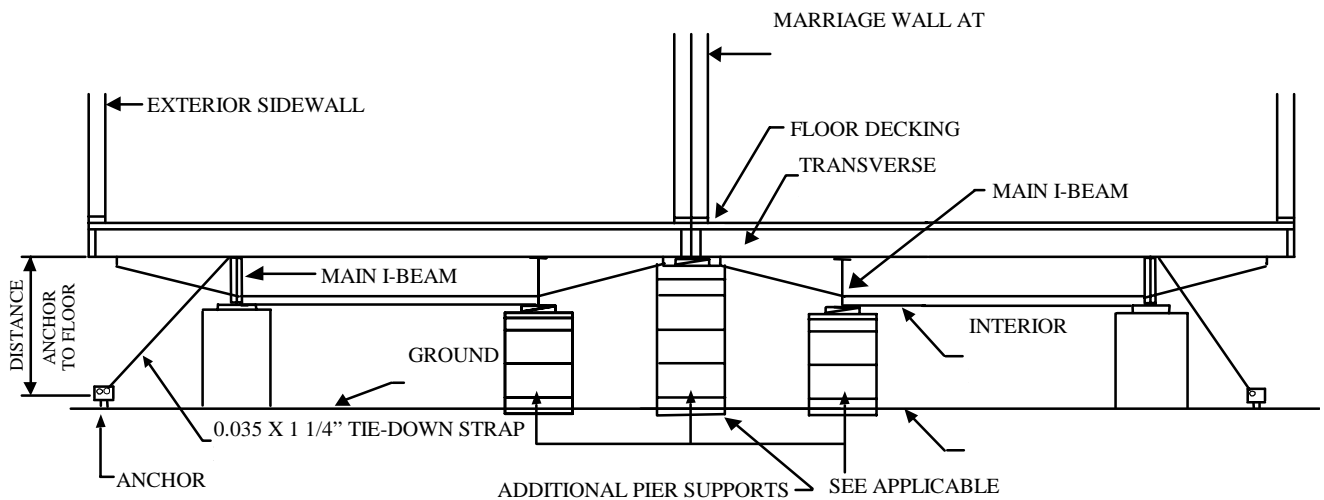 MARRIAGE WALL AT
EXTERIOR SIDEWALL
FLOOR DECKING
TRANSVERSE
MAIN I-BEAM
MAIN I-BEAM
DISTANCE
ANCHOR
TO FLOOR
INTERIOR
GROUND
0.035 X 1 1/4” TIE-DOWN STRAP
ANCHOR
ADDITIONAL PIER SUPPORTS
SEE APPLICABLE